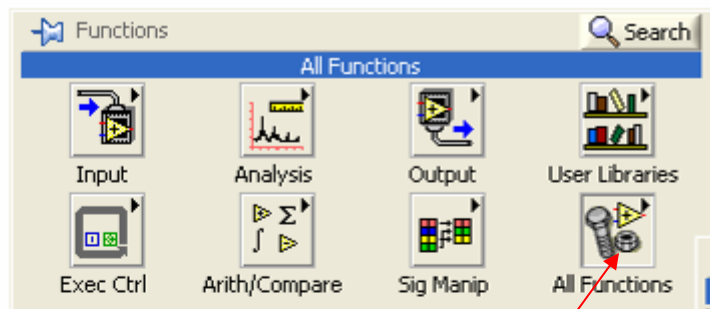 Functions Search
All Functions
Input Analysis Output User Libraries
Exec Ctrl Arith/Compare Sig Manip All Functions